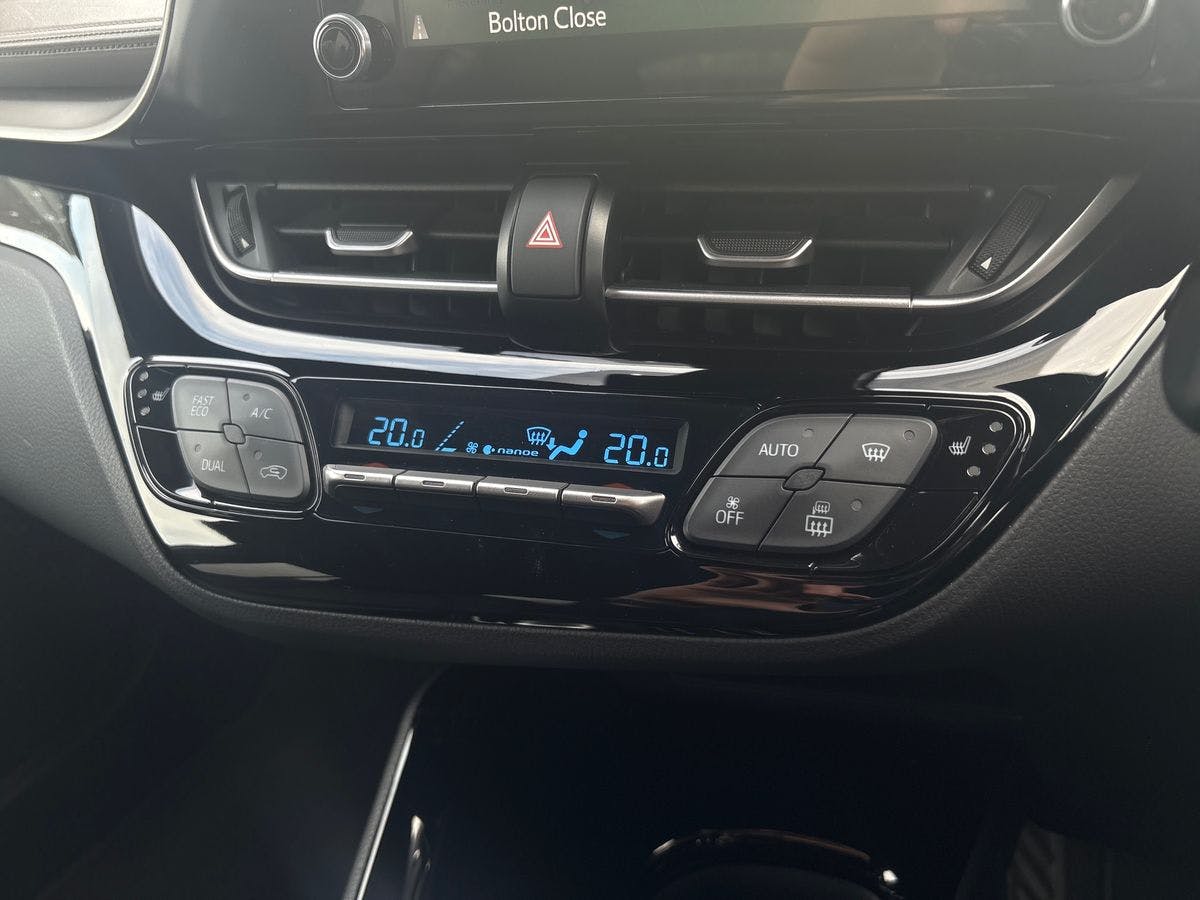 Bolton Close
FAST
ECO
A/C
DUAL
20.0
nanoe
20.0
AUTO
OFF